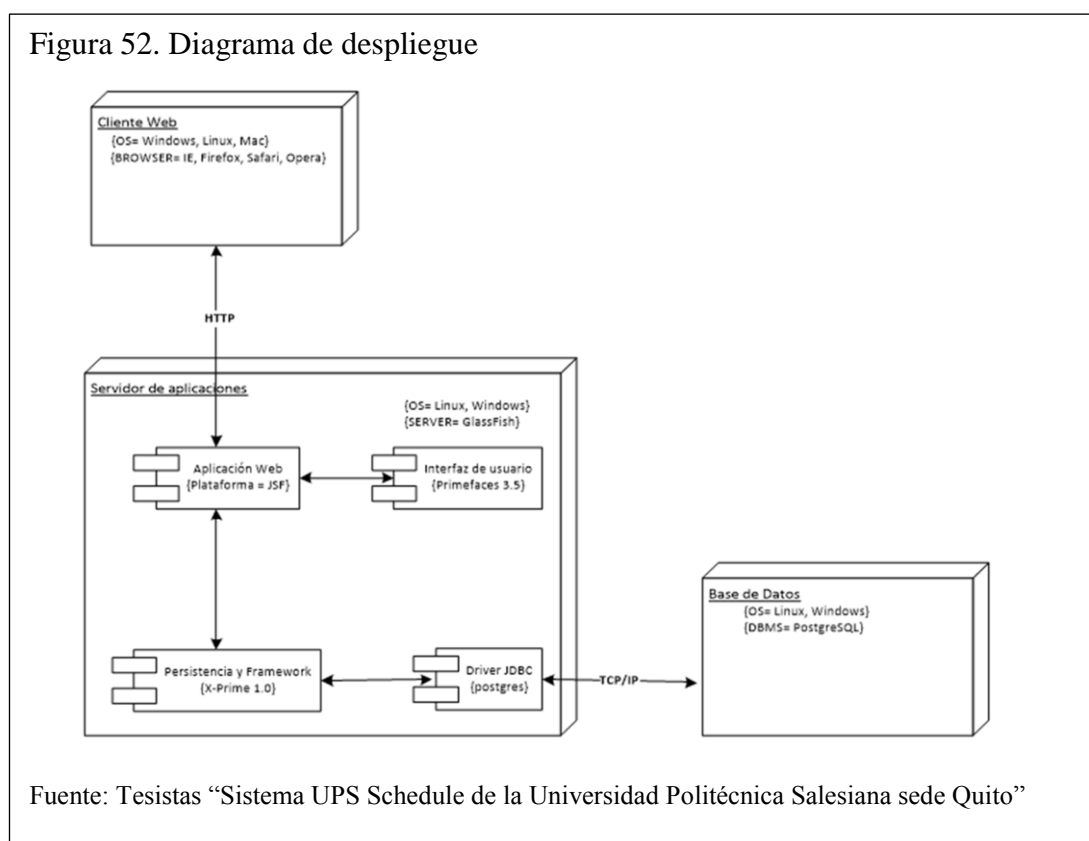 Figura 52. Diagrama de despliegue
Cliente Web
{OS= Windows, Linux, Mac}
{BROWSER= IE, Firefox, Safari, Opera}
HTTP
Servidor de aplicaciones
{OS= Linux, Windows}
{SERVER= GlassFish}
Aplicación Web
{Plataforma = JSF}
Interfaz de usuario
{Primefaces 3.5}
Persistencia y Framework
{X-Prime 1.0}
Driver JDBC
{postgres}
TCP/IP
Base de Datos
{OS= Linux, Windows}
{DBMS= PostgreSQL}
Fuente: Tesistas “Sistema UPS Schedule de la Universidad Politécnica Salesiana sede Quito”